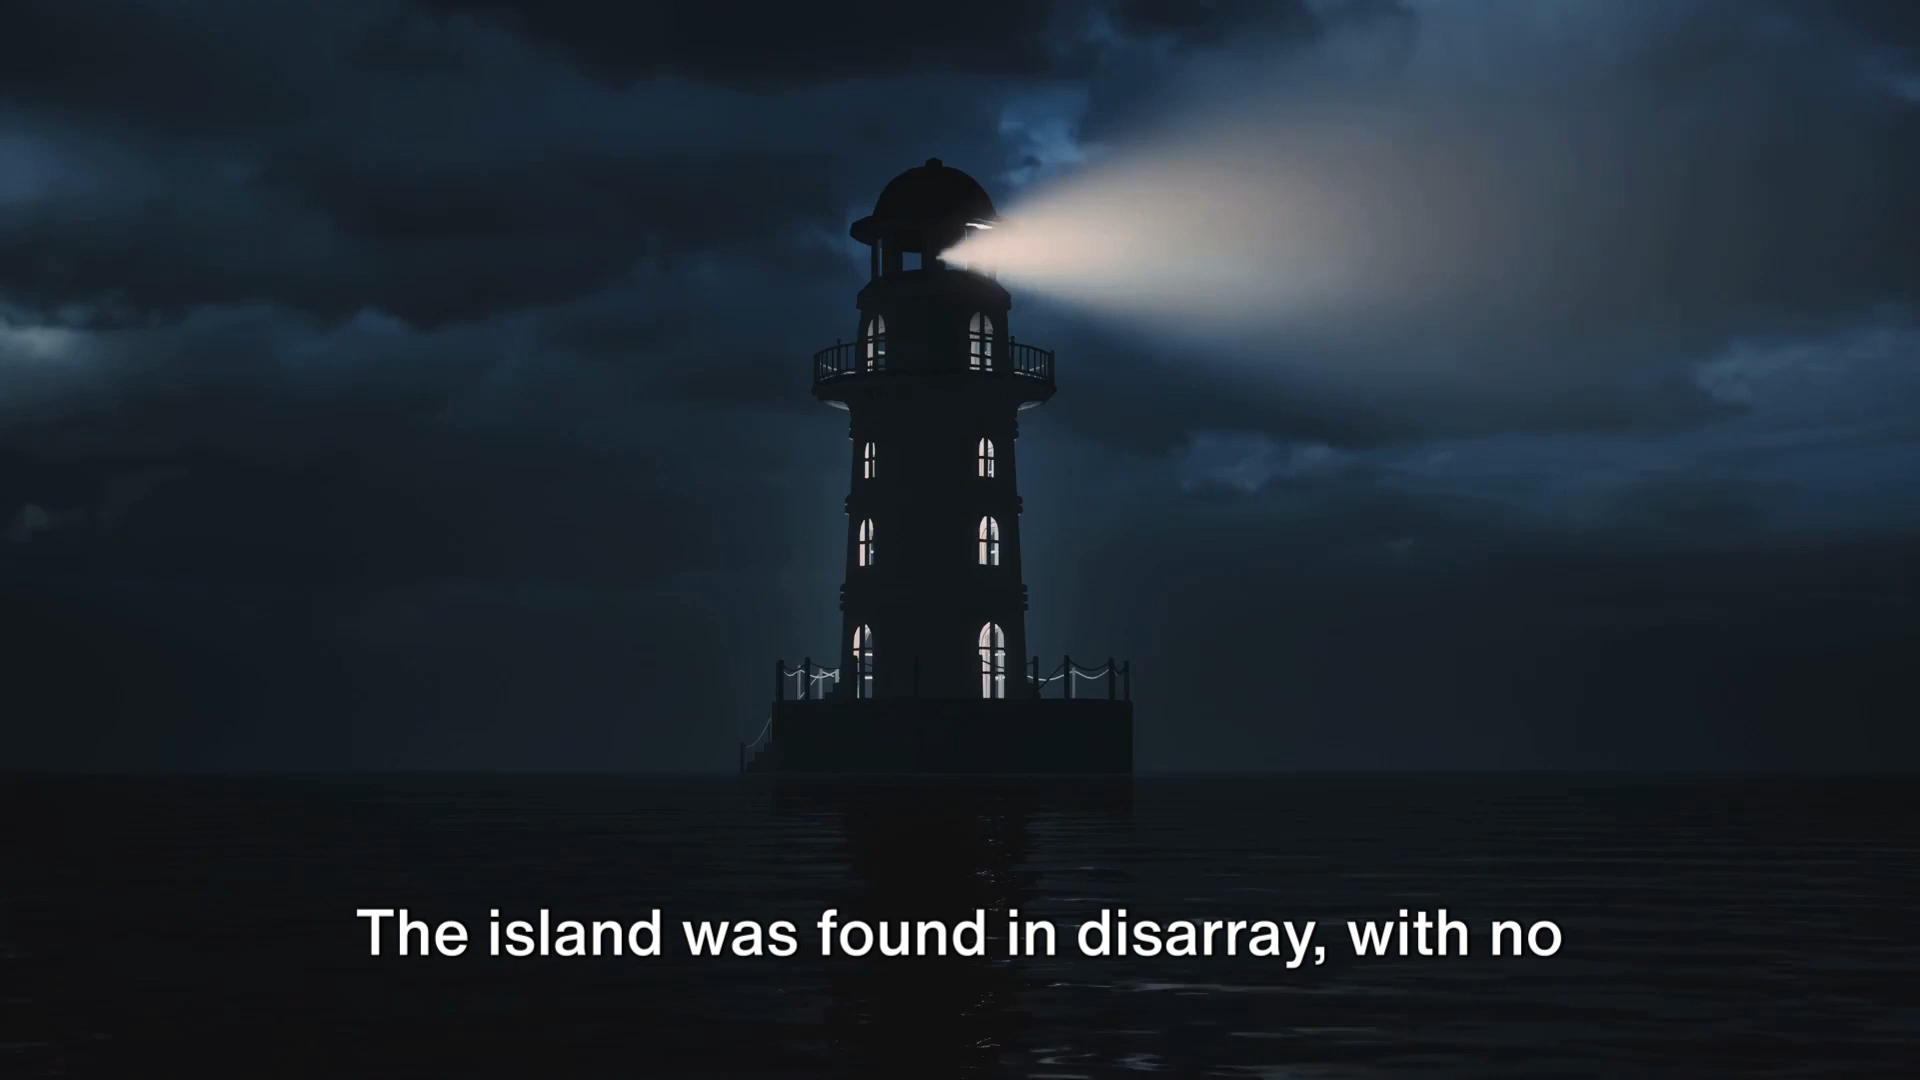 The island was found in disarray, with no